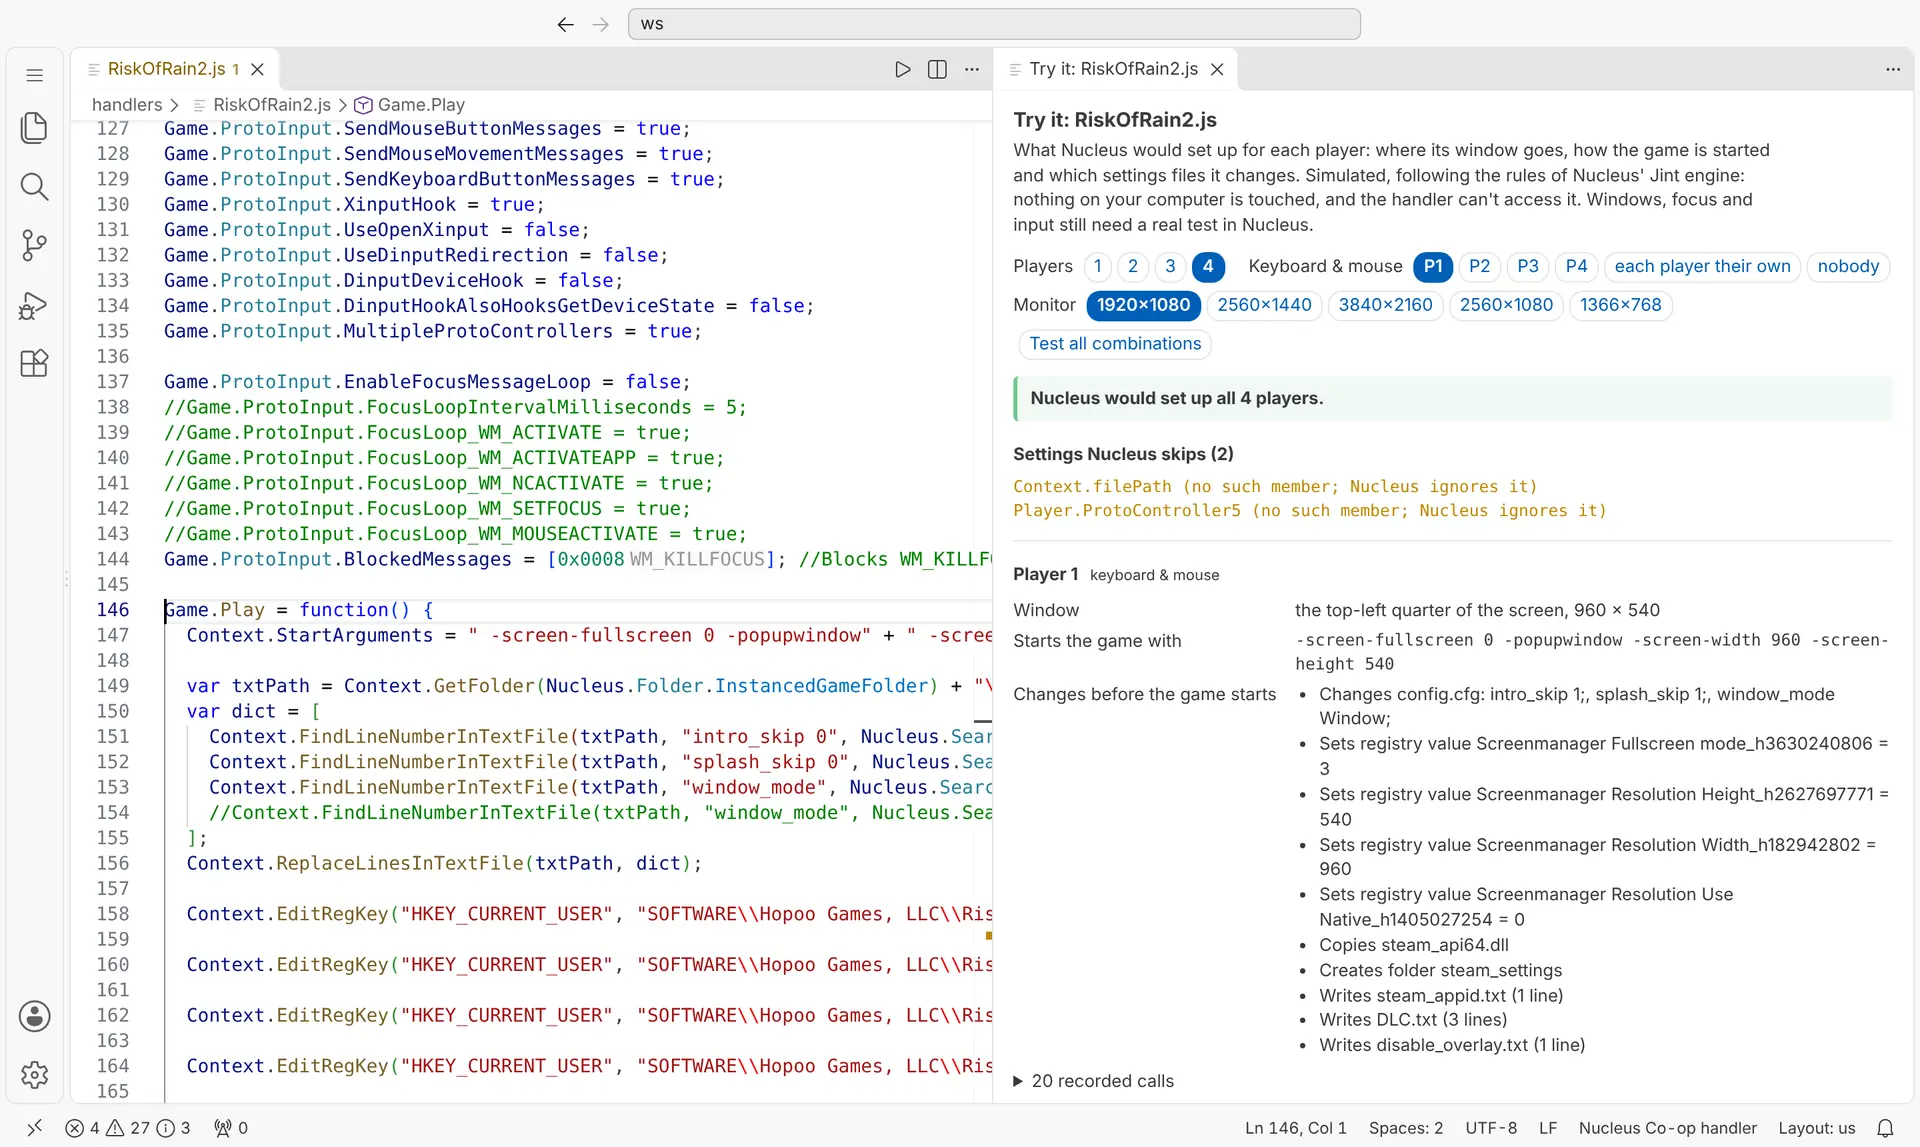 ws
RiskOfRain2.js 1
Try it: RiskOfRain2.js
handlers > RiskOfRain2.js > Game.Play
127 Game.ProtoInput.SendMouseButtonMessages = true;
128 Game.ProtoInput.SendMouseMovementMessages = true;
129 Game.ProtoInput.SendKeyboardButtonMessages = true;
130 Game.ProtoInput.XinputHook = true;
131 Game.ProtoInput.UseOpenXinput = false;
132 Game.ProtoInput.UseDinputRedirection = false;
133 Game.ProtoInput.DinputDeviceHook = false;
134 Game.ProtoInput.DinputHookAlsoHooksGetDeviceState = false;
135 Game.ProtoInput.MultipleProtoControllers = true;
136
137 Game.ProtoInput.EnableFocusMessageLoop = false;
138 //Game.ProtoInput.FocusLoopIntervalMilliseconds = 5;
139 //Game.ProtoInput.FocusLoop_WM_ACTIVATE = true;
140 //Game.ProtoInput.FocusLoop_WM_ACTIVATEAPP = true;
141 //Game.ProtoInput.FocusLoop_WM_NCACTIVATE = true;
142 //Game.ProtoInput.FocusLoop_WM_SETFOCUS = true;
143 //Game.ProtoInput.FocusLoop_WM_MOUSEACTIVATE = true;
144 Game.ProtoInput.BlockedMessages = [0x0008 WM_KILLFOCUS]; //Blocks WM_KILLF
145
146 Game.Play = function() {
147 Context.StartArguments = " -screen-fullscreen 0 -popupwindow" + " -scree
148
149 var txtPath = Context.GetFolder(Nucleus.Folder.InstancedGameFolder) + "\
150 var dict = [
151 Context.FindLineNumberInTextFile(txtPath, "intro_skip 0", Nucleus.Sear
152 Context.FindLineNumberInTextFile(txtPath, "splash_skip 0", Nucleus.Sea
153 Context.FindLineNumberInTextFile(txtPath, "window_mode", Nucleus.Searc
154 //Context.FindLineNumberInTextFile(txtPath, "window_mode", Nucleus.Sea
155 ];
156 Context.ReplaceLinesInTextFile(txtPath, dict);
157
158 Context.EditRegKey("HKEY_CURRENT_USER", "SOFTWARE\\Hopoo Games, LLC\\Ris
159
160 Context.EditRegKey("HKEY_CURRENT_USER", "SOFTWARE\\Hopoo Games, LLC\\Ris
161
162 Context.EditRegKey("HKEY_CURRENT_USER", "SOFTWARE\\Hopoo Games, LLC\\Ris
163
164 Context.EditRegKey("HKEY_CURRENT_USER", "SOFTWARE\\Hopoo Games, LLC\\Ris
165
Try it: RiskOfRain2.js
What Nucleus would set up for each player: where its window goes, how the game is started
and which settings files it changes. Simulated, following the rules of Nucleus' Jint engine:
nothing on your computer is touched, and the handler can't access it. Windows, focus and
input still need a real test in Nucleus.
Players 1 2 3 4 Keyboard & mouse P1 P2 P3 P4 each player their own nobody
Monitor 1920×1080 2560×1440 3840×2160 2560×1080 1366×768
Test all combinations
Nucleus would set up all 4 players.
Settings Nucleus skips (2)
Context.filePath (no such member; Nucleus ignores it)
Player.ProtoController5 (no such member; Nucleus ignores it)
Player 1 keyboard & mouse
Window the top-left quarter of the screen, 960 × 540
Starts the game with -screen-fullscreen 0 -popupwindow -screen-width 960 -screen-
height 540
Changes before the game starts • Changes config.cfg: intro_skip 1;, splash_skip 1;, window_mode
Window;
• Sets registry value Screenmanager Fullscreen mode_h3630240806 =
3
• Sets registry value Screenmanager Resolution Height_h2627697771 =
540
• Sets registry value Screenmanager Resolution Width_h182942802 =
960
• Sets registry value Screenmanager Resolution Use
Native_h1405027254 = 0
• Copies steam_api64.dll
• Creates folder steam_settings
• Writes steam_appid.txt (1 line)
• Writes DLC.txt (3 lines)
• Writes disable_overlay.txt (1 line)
20 recorded calls
4 27 3 0
Ln 146, Col 1 Spaces: 2 UTF-8 LF Nucleus Co-op handler Layout: us